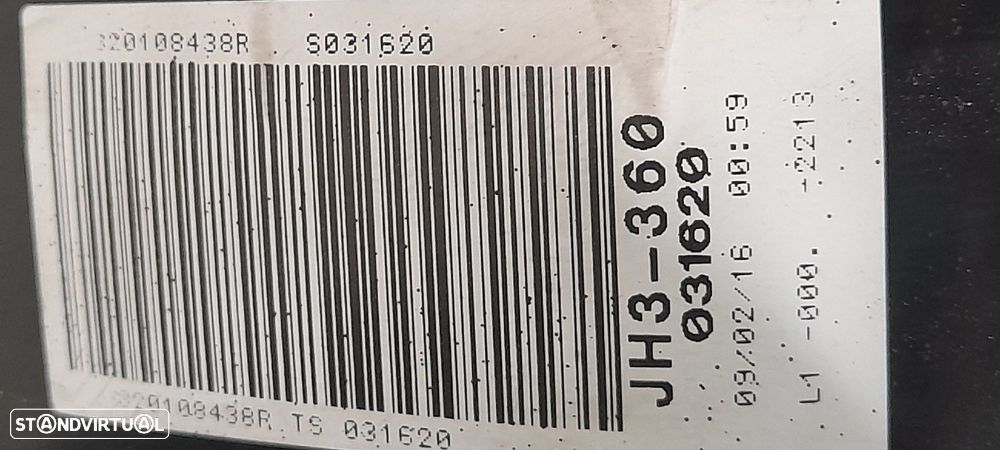 320108438R S031620
JH3-360
031620
09/02/16 00:59
L1 -000. -2213
320108438R TS 031620
STANDVIRTUAL